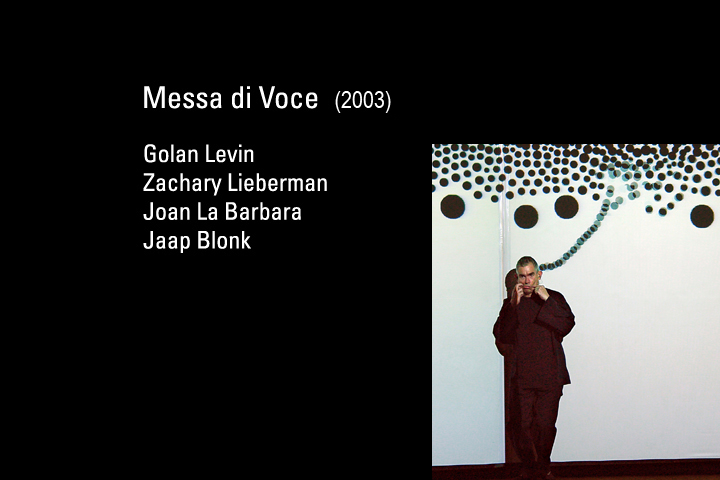 Messa di Voce (2003)
Golan Levin
Zachary Lieberman
Joan La Barbara
Jaap Blonk